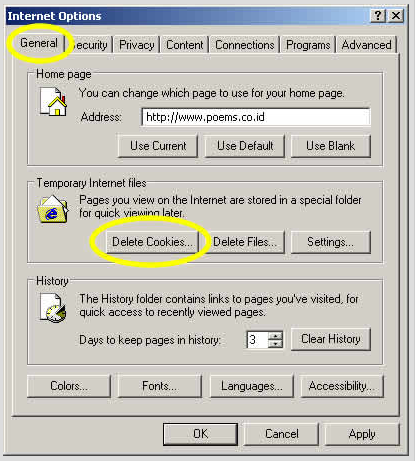 Internet Options
General Security Privacy Content Connections Programs Advanced
Home page
You can change which page to use for your home page.
Address: http://www.poems.co.id
Use Current Use Default Use Blank
Temporary Internet files
Pages you view on the Internet are stored in a special folder
for quick viewing later.
Delete Cookies... Delete Files... Settings...
History
The History folder contains links to pages you've visited, for
quick access to recently viewed pages.
Days to keep pages in history: 3 Clear History
Colors... Fonts... Languages... Accessibility...
OK Cancel Apply